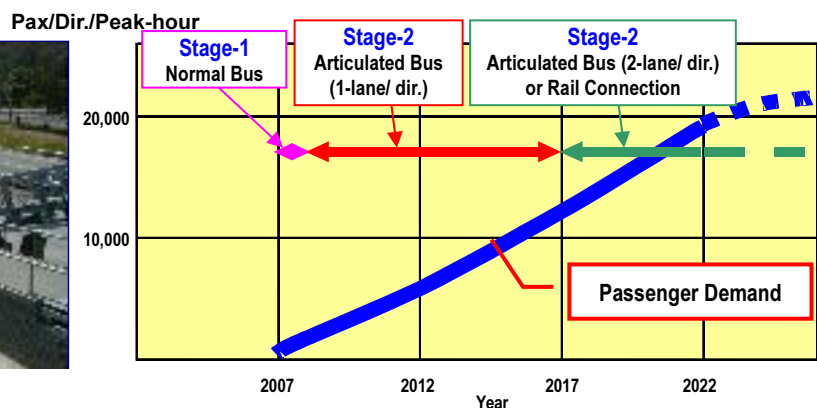 Pax/Dir./Peak-hour
Stage-1
Normal Bus
Stage-2
Articulated Bus
(1-lane/ dir.)
Stage-2
Articulated Bus (2-lane/ dir.)
or Rail Connection
20,000
10,000
Passenger Demand
2007
2012
2017
2022
Year